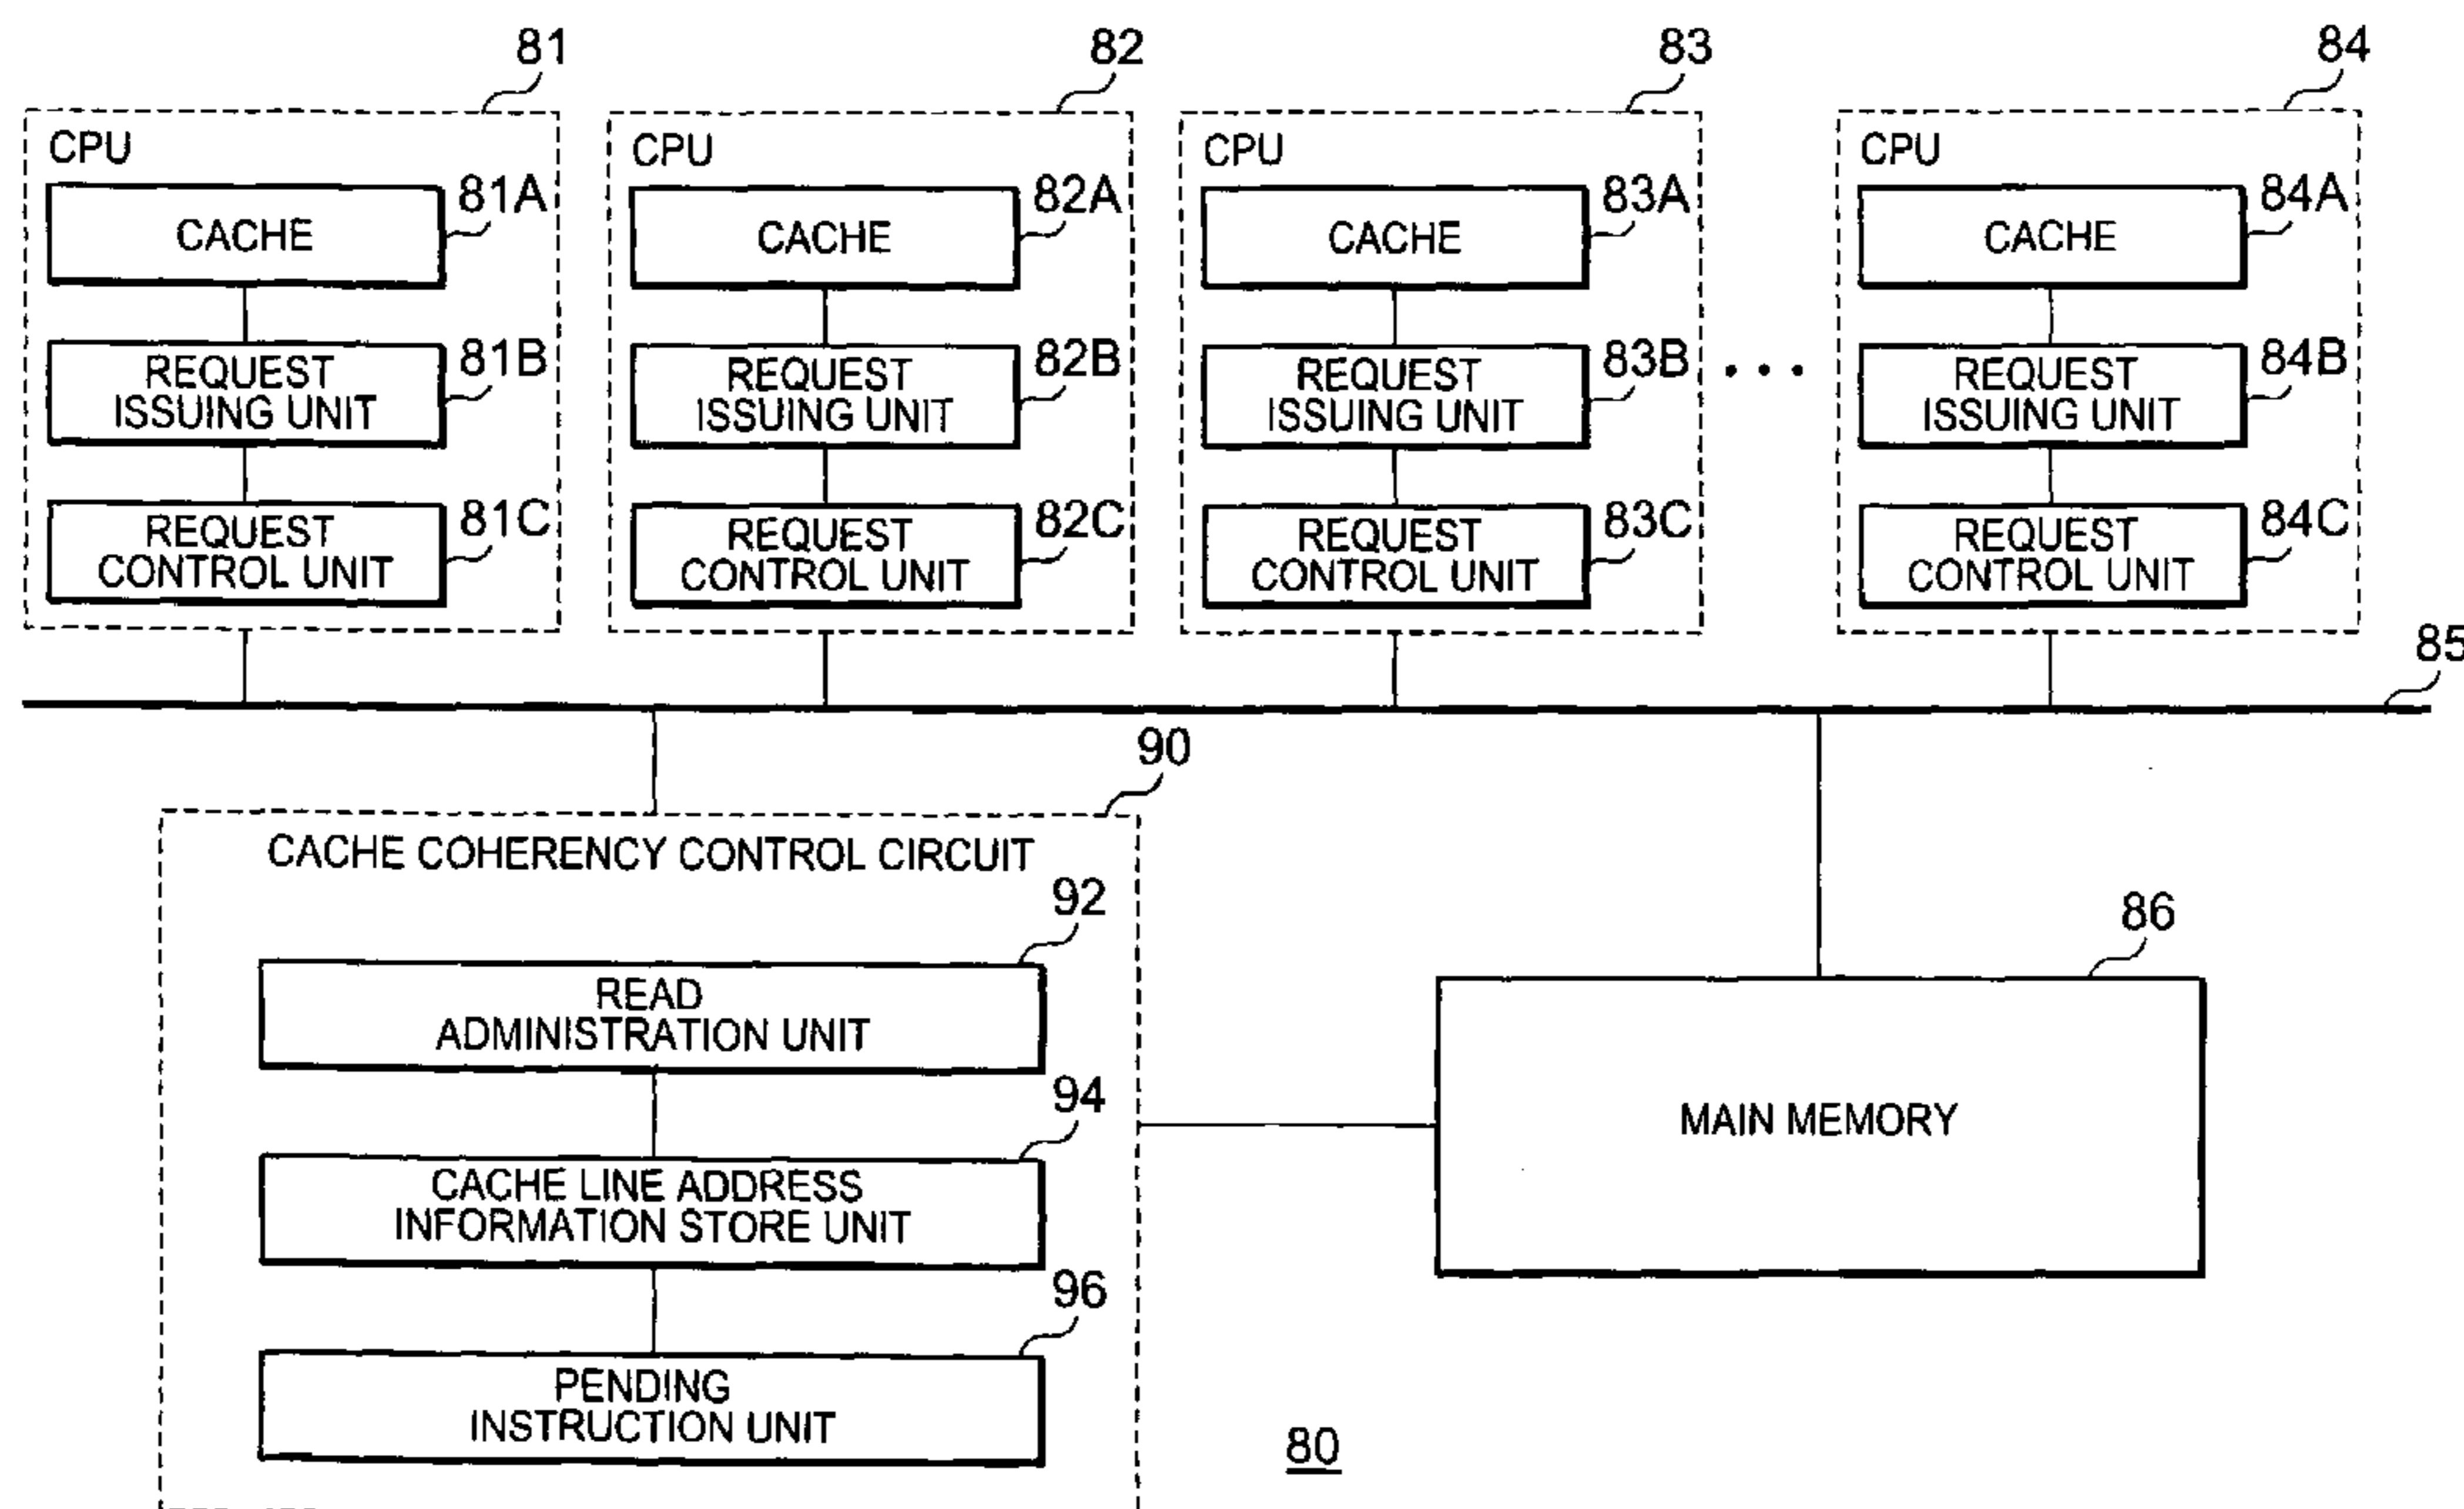 81
82
83
84
CPU
CPU
CPU
CPU
81A
82A
83A
84A
CACHE
CACHE
CACHE
CACHE
81B
82B
83B
84B
REQUEST
ISSUING UNIT
REQUEST
ISSUING UNIT
REQUEST
ISSUING UNIT
...
REQUEST
ISSUING UNIT
81C
82C
83C
84C
REQUEST
CONTROL UNIT
REQUEST
CONTROL UNIT
REQUEST
CONTROL UNIT
REQUEST
CONTROL UNIT
85
90
CACHE COHERENCY CONTROL CIRCUIT
92
READ
ADMINISTRATION UNIT
94
CACHE LINE ADDRESS
INFORMATION STORE UNIT
96
PENDING
INSTRUCTION UNIT
86
MAIN MEMORY
80